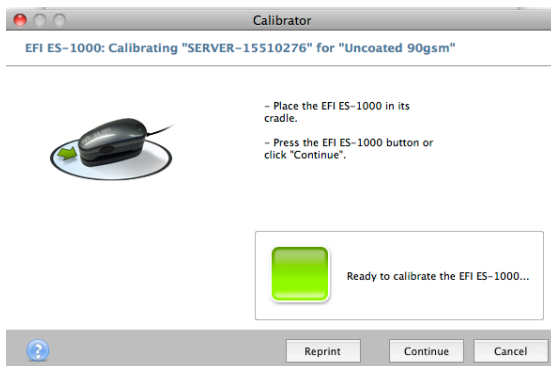 Calibrator
EFI ES-1000: Calibrating "SERVER-15510276" for "Uncoated 90gsm"
- Place the EFI ES-1000 in its
cradle.
- Press the EFI ES-1000 button or
click "Continue".
Ready to calibrate the EFI ES-1000...
?
Reprint
Continue
Cancel